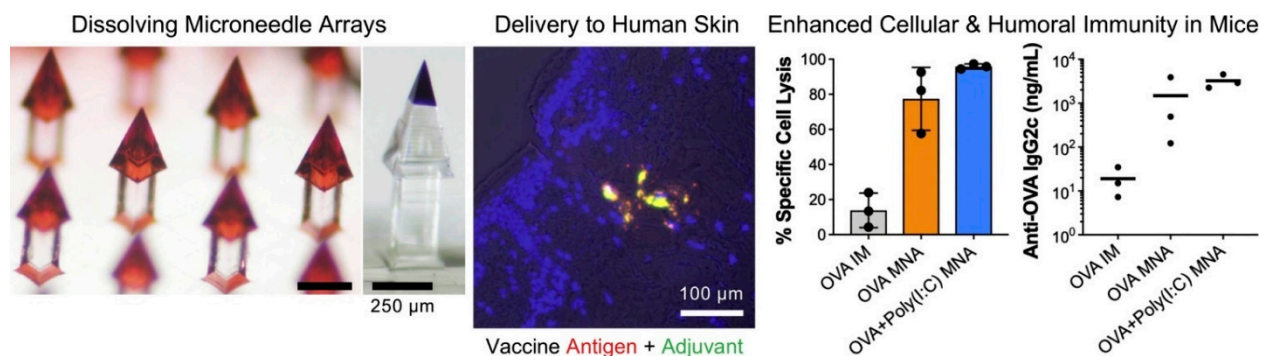 Dissolving Microneedle Arrays
250 µm
Delivery to Human Skin
100 µm
Vaccine Antigen + Adjuvant
Enhanced Cellular & Humoral Immunity in Mice
% Specific Cell Lysis
100
80
60
40
20
0
OVA IM
OVA MNA
OVA+Poly(I:C) MNA
Anti-OVA IgG2c (ng/mL)
10⁴
10³
10²
10¹
10⁰
OVA IM
OVA MNA
OVA+Poly(I:C) MNA